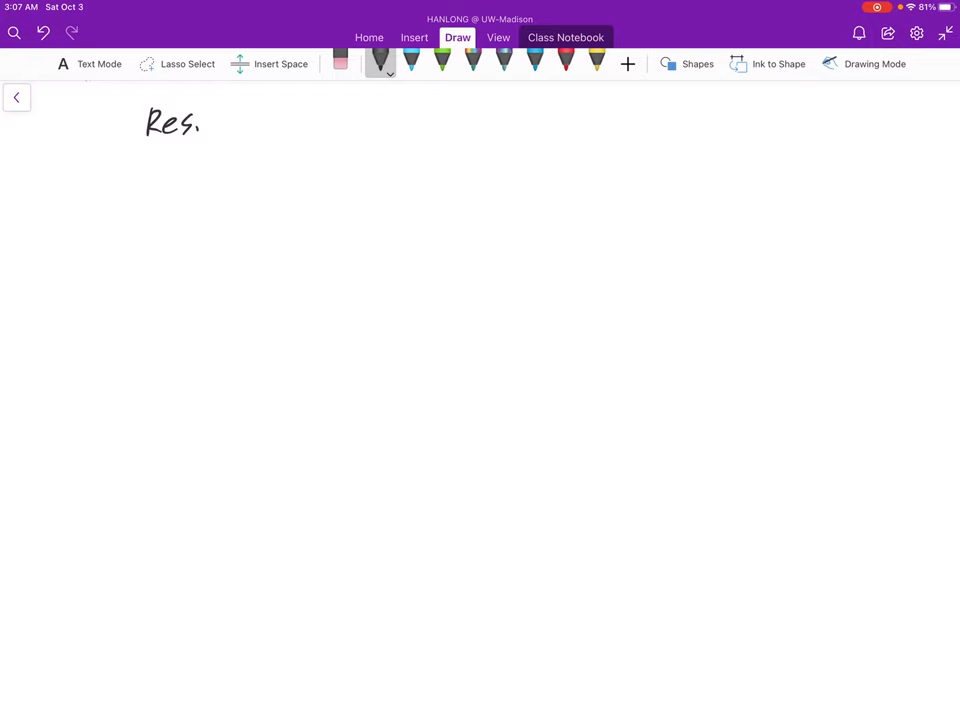 3:07 AM Sat Oct 3 81%
HANLONG @ UW-Madison
Home Insert Draw View Class Notebook
A Text Mode Lasso Select Insert Space Shapes Ink to Shape Drawing Mode
Res.